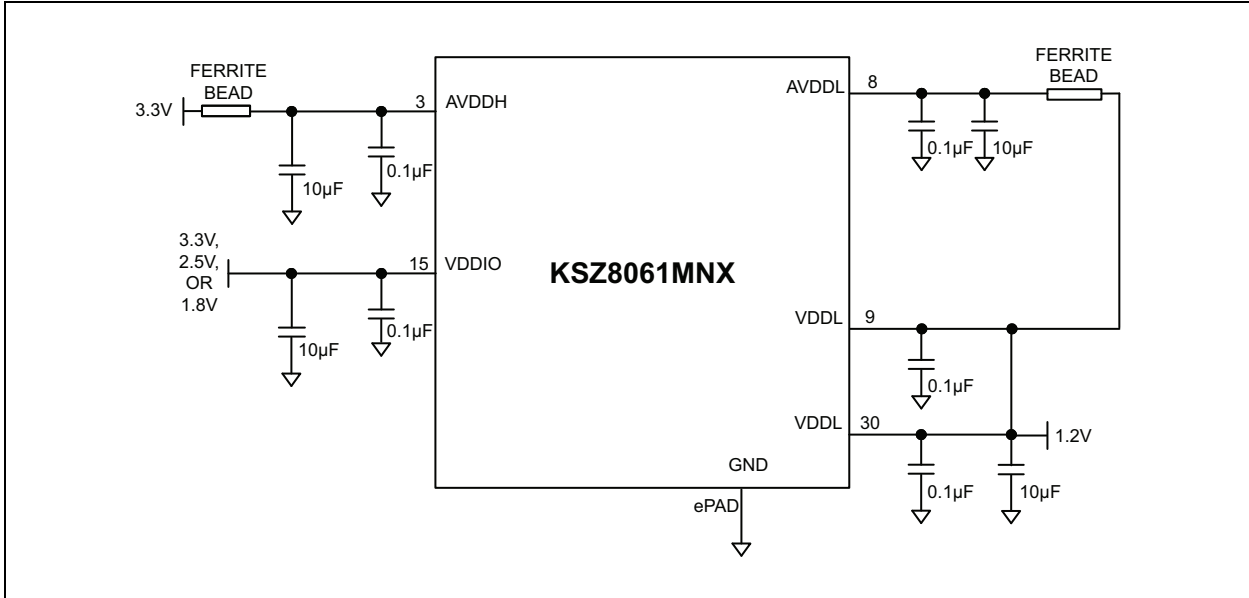 FERRITE
BEAD
3.3V
3
AVDDH
10µF
0.1µF
3.3V,
2.5V,
OR
1.8V
15
VDDIO
10µF
0.1µF
KSZ8061MNX
AVDDL
8
FERRITE
BEAD
0.1µF
10µF
VDDL
9
0.1µF
VDDL
30
1.2V
0.1µF
10µF
GND
ePAD